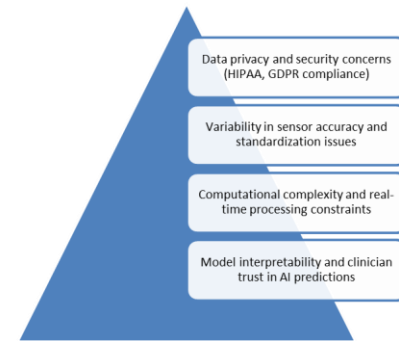 Data privacy and security concerns
(HIPAA, GDPR compliance)
Variability in sensor accuracy and
standardization issues
Computational complexity and real-
time processing constraints
Model interpretability and clinician
trust in AI predictions